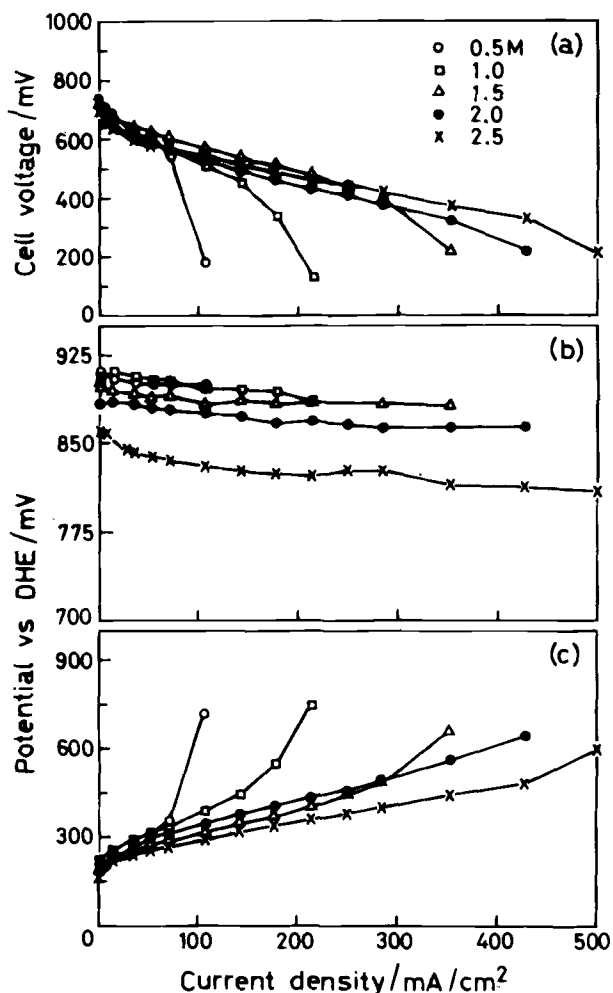 1000
(a)
0.5M
1.0
1.5
2.0
2.5
800
600
400
200
0
Cell voltage/mV
925
(b)
850
775
700
Potential vs DHE/mV
900
(c)
600
300
0 100 200 300 400 500
Current density/mA/cm²